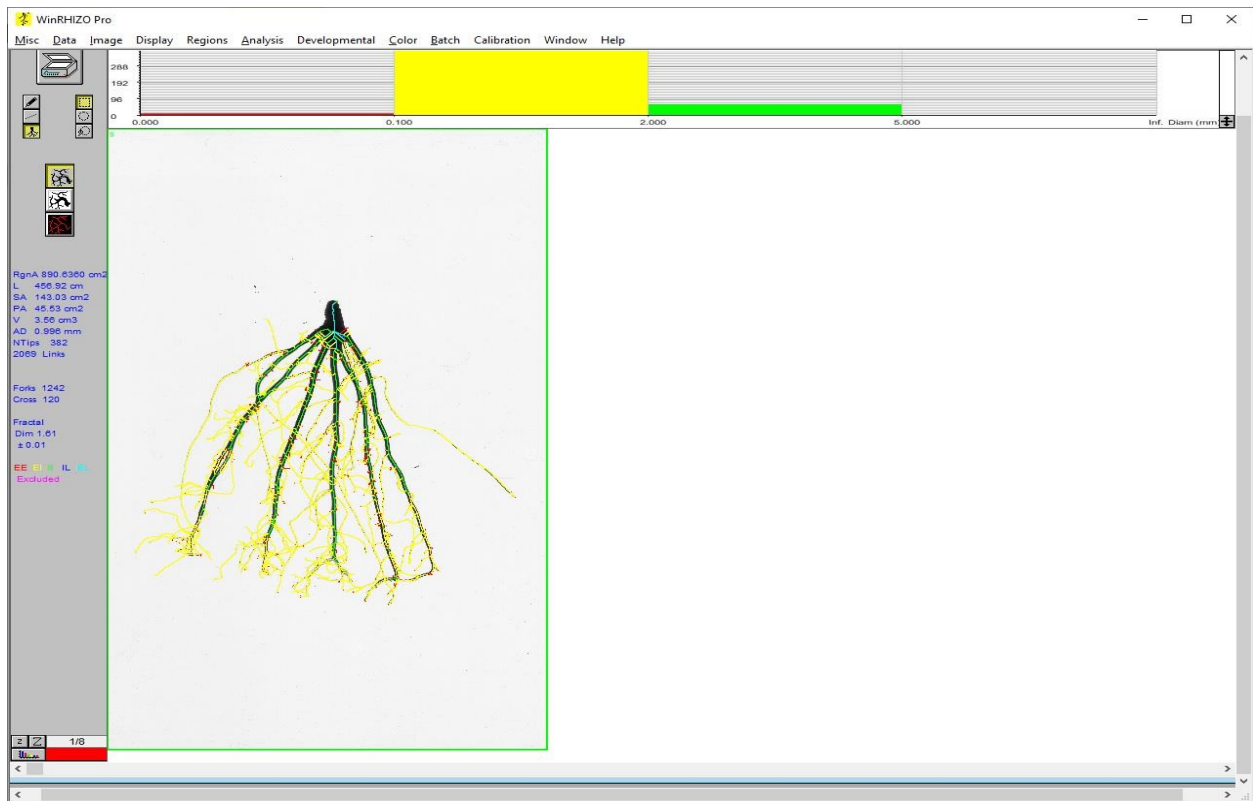 WinRHIZO Pro
Misc Data Image Display Regions Analysis Developmental Color Batch Calibration Window Help
288
192
96
0
0.000 0.100 2.000 5.000 Inf. Diam (mm
RgnA 890.6360 cm2
L 456.92 cm
SA 143.03 cm2
PA 45.53 cm2
V 3.56 cm3
AD 0.996 mm
NTips 382
2069 Links
Forks 1242
Cross 120
Fractal
Dim 1.61
± 0.01
EE EI IL EL
Excluded
z Z 1/8